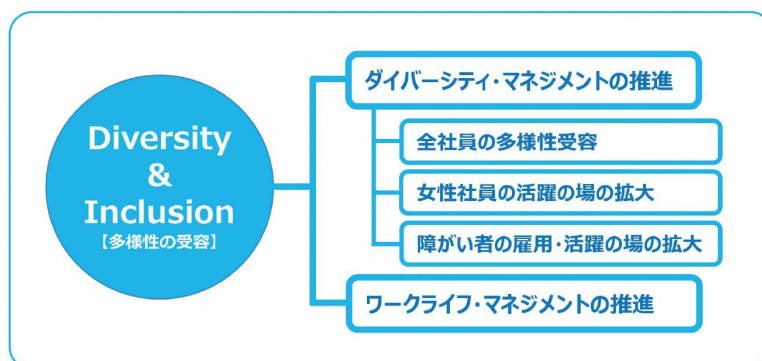 Diversity
&
Inclusion
【多様性の受容】
ダイバーシティ・マネジメントの推進
全社員の多様性受容
女性社員の活躍の場の拡大
障がい者の雇用・活躍の場の拡大
ワークライフ・マネジメントの推進